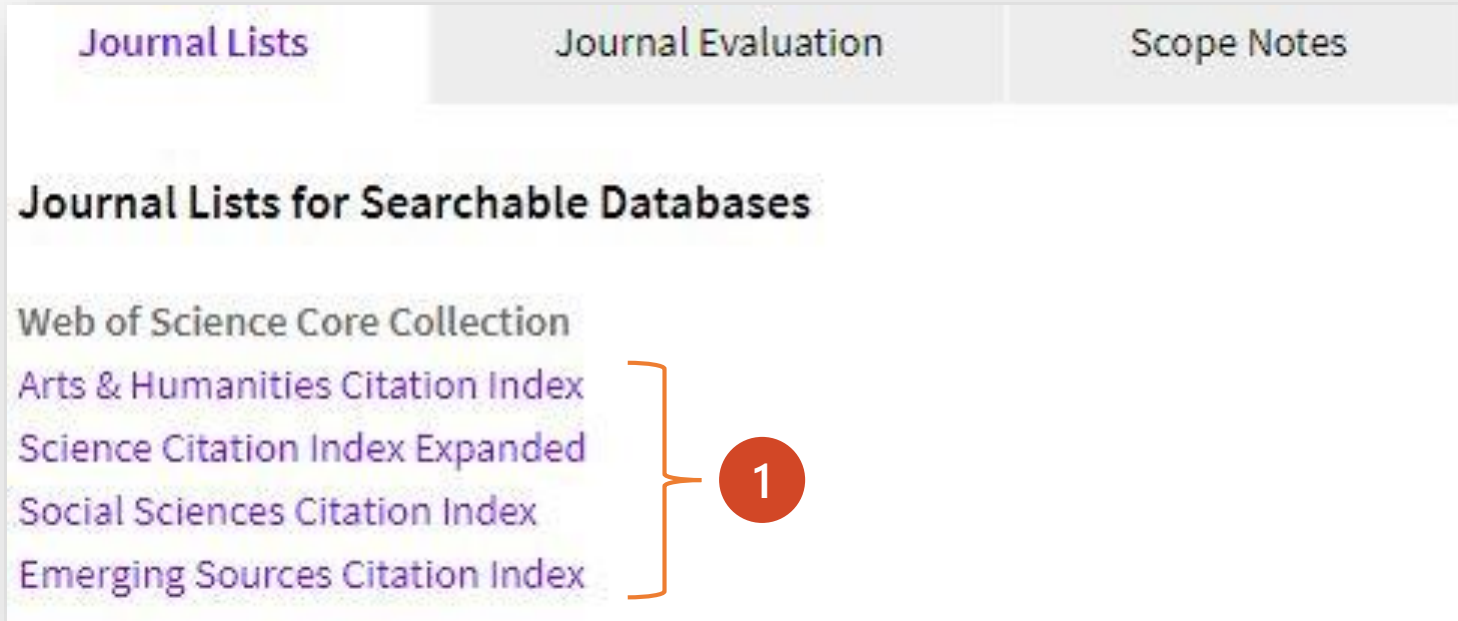 Journal Lists Journal Evaluation Scope Notes
Journal Lists for Searchable Databases
Web of Science Core Collection
Arts & Humanities Citation Index
Science Citation Index Expanded
1
Social Sciences Citation Index
Emerging Sources Citation Index